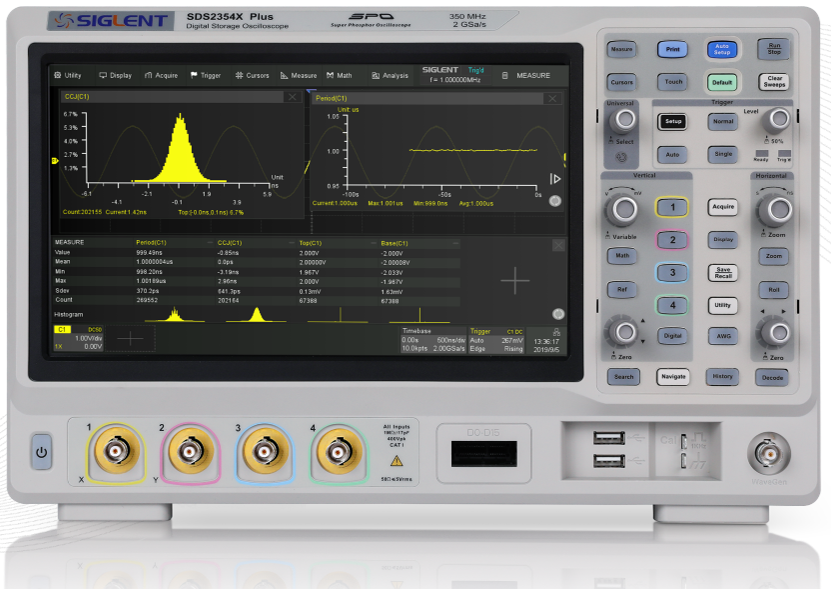 SIGLENT
SDS2354X Plus
Digital Storage Oscilloscope
SPO
Super Phosphor Oscilloscope
350 MHz
2 GSa/s
Utility Display Acquire Trigger Cursors Measure Math Analysis SIGLENT Trig'd MEASURE
f = 1.000000MHz
CCJ(C1)
6.7%
5.3%
4.0%
2.7%
1.3%
Unit
ns
-6.1 -2.5 -0.1 1.9 5.9
-4.1 3.9
Count:202155 Current:1.42ns Top:[-0.0ns,0.1ns) 6.7%
Period(C1)
Unit us
1.05
1.00
0.95
-100s -50s 0s
Current:1.000us Max:1.001us Min:999.0ns Avg:1.000us
MEASURE Period(C1) CCJ(C1) Top(C1) Base(C1)
Value 999.49ns -0.85ns 2.000V -2.000V
Mean 1.0000004us 0.0ps 2.00000V -2.00008V
Min 998.20ns -3.19ns 1.967V -2.033V
Max 1.00189us 2.96ns 2.000V -1.967V
Sdev 370.2ps 641.3ps 0.13mV 1.63mV
Count 269552 202164 67388 67388
Histogram
C1 DC50
1.00V/div
1X 0.00V
Timebase
0.00s 500ns/div
10.0kpts 2.00GSa/s
Trigger C1 DC
Auto 267mV
Edge Rising
13:36:17
2019/9/5
Measure
Print
Auto
Setup
Run
Stop
Cursors
Touch
Default
Clear
Sweeps
Universal
Select
Trigger
Setup
Normal
Level
50%
Auto
Single
Ready
Trig'd
Vertical
V
mV
Variable
1
2
3
4
Math
Ref
Digital
Zero
Acquire
Display
Save
Recall
Utility
AWG
Horizontal
s
ns
Zoom
Zoom
Roll
Zero
Search
Navigate
History
Decode
1
X
2
Y
3
4
All Inputs
400Vpk
CAT I
D0-D15
Cal
WaveGen